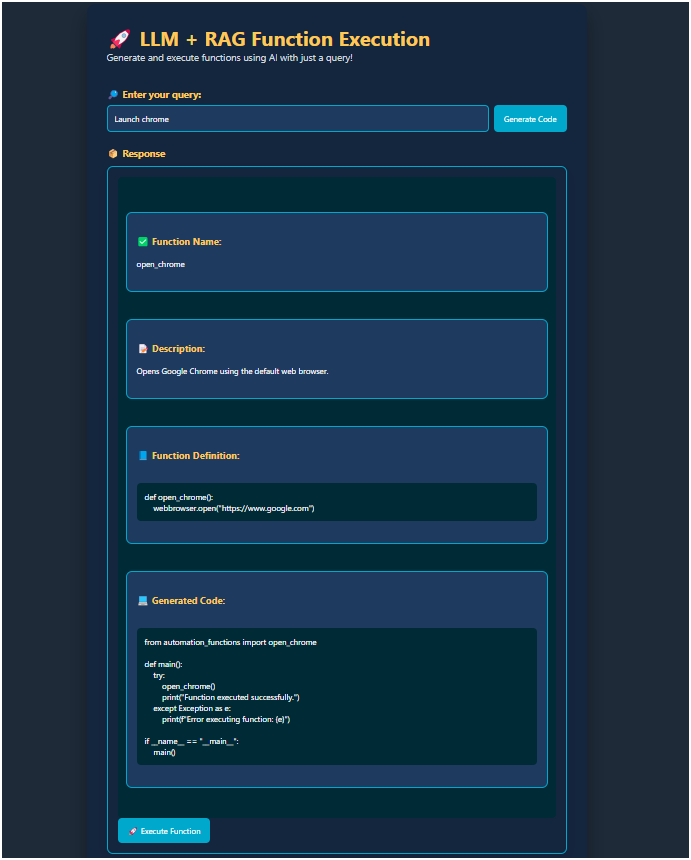 🚀 LLM + RAG Function Execution
Generate and execute functions using AI with just a query!
🔎 Enter your query:
Launch chrome
Generate Code
📦 Response
✅ Function Name:
open_chrome
📝 Description:
Opens Google Chrome using the default web browser.
📘 Function Definition:
def open_chrome():
    webbrowser.open("https://www.google.com")
💻 Generated Code:
from automation_functions import open_chrome
def main():
    try:
        open_chrome()
        print("Function executed successfully.")
    except Exception as e:
        print(f"Error executing function: {e}")
if __name__ == "__main__":
    main()
🚀 Execute Function